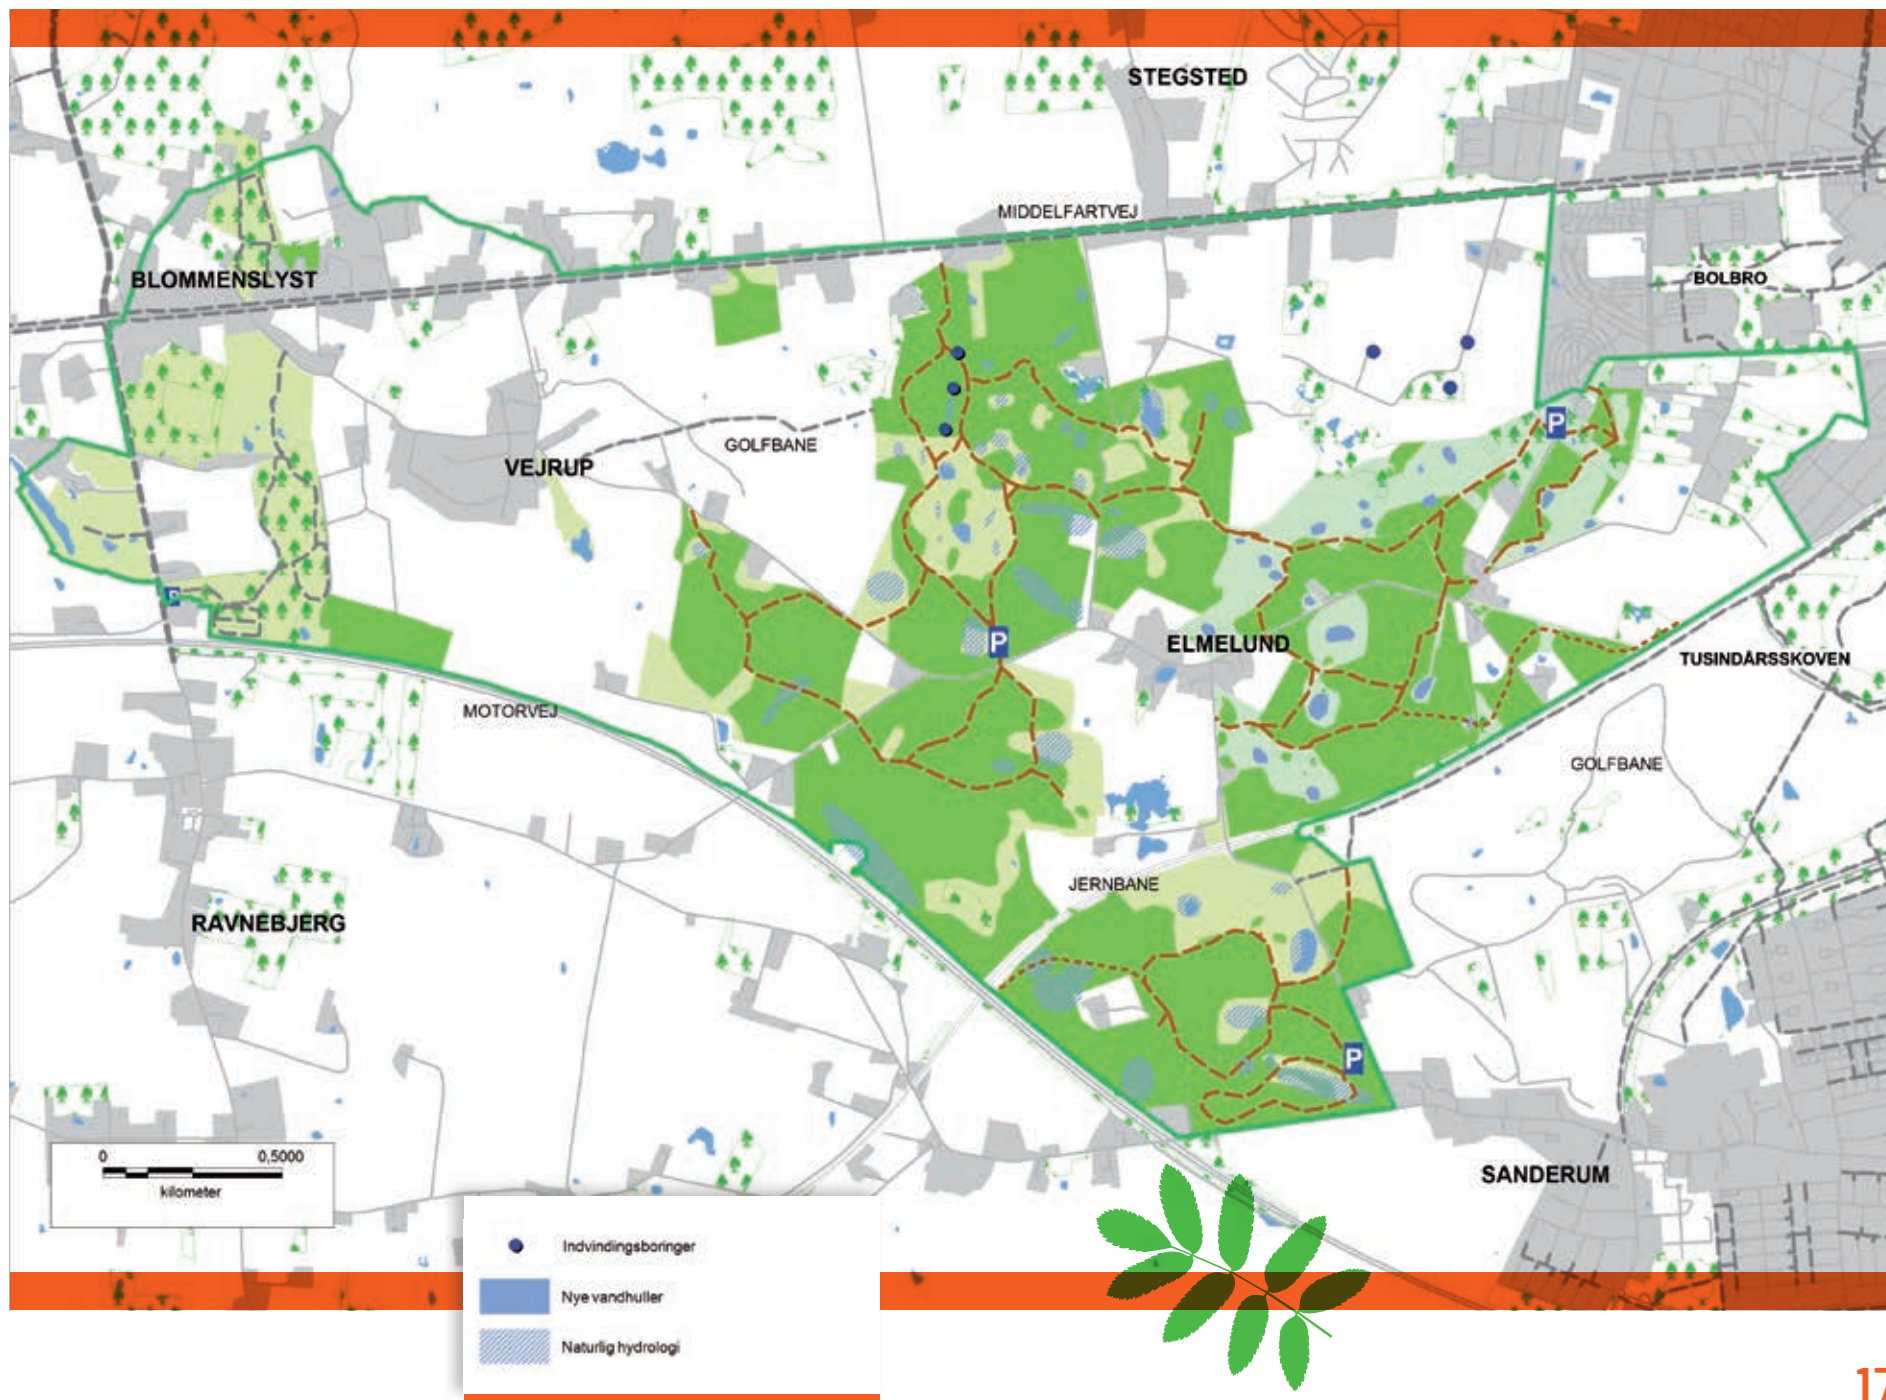 STEGSTED
MIDDELFARTVEJ
BLOMMENSLYST
BOLBRO
P
GOLFBANE
VEJRUP
P
P
ELMELUND
TUSINDÅRSSKOVEN
MOTORVEJ
GOLFBANE
JERNBANE
RAVNEBJERG
P
SANDERUM
0 0,5000
kilometer
Indvindingsboringer
Nye vandhuller
Naturlig hydrologi
17